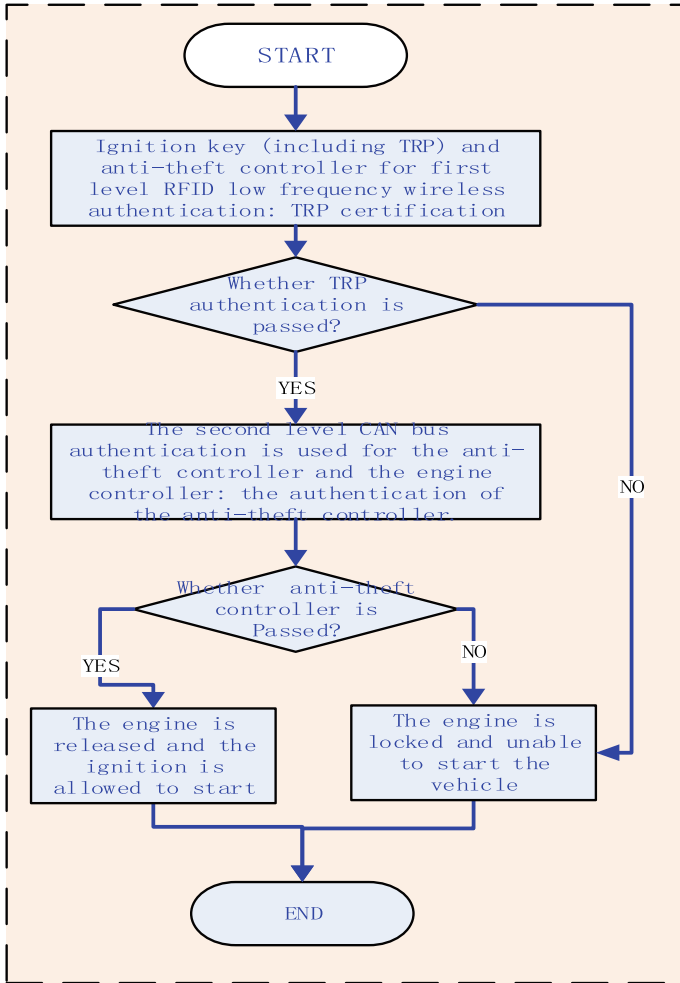 START
Ignition key (including TRP) and
anti-theft controller for first
level RFID low frequency wireless
authentication: TRP certification
Whether TRP
authentication is
passed?
YES
The second level CAN bus
authentication is used for the anti-
theft controller and the engine
controller: the authentication of
the anti-theft controller.
NO
Whether anti-theft
controller is
Passed?
YES
NO
The engine is
released and the
ignition is
allowed to start
The engine is
locked and unable
to start the
vehicle
END